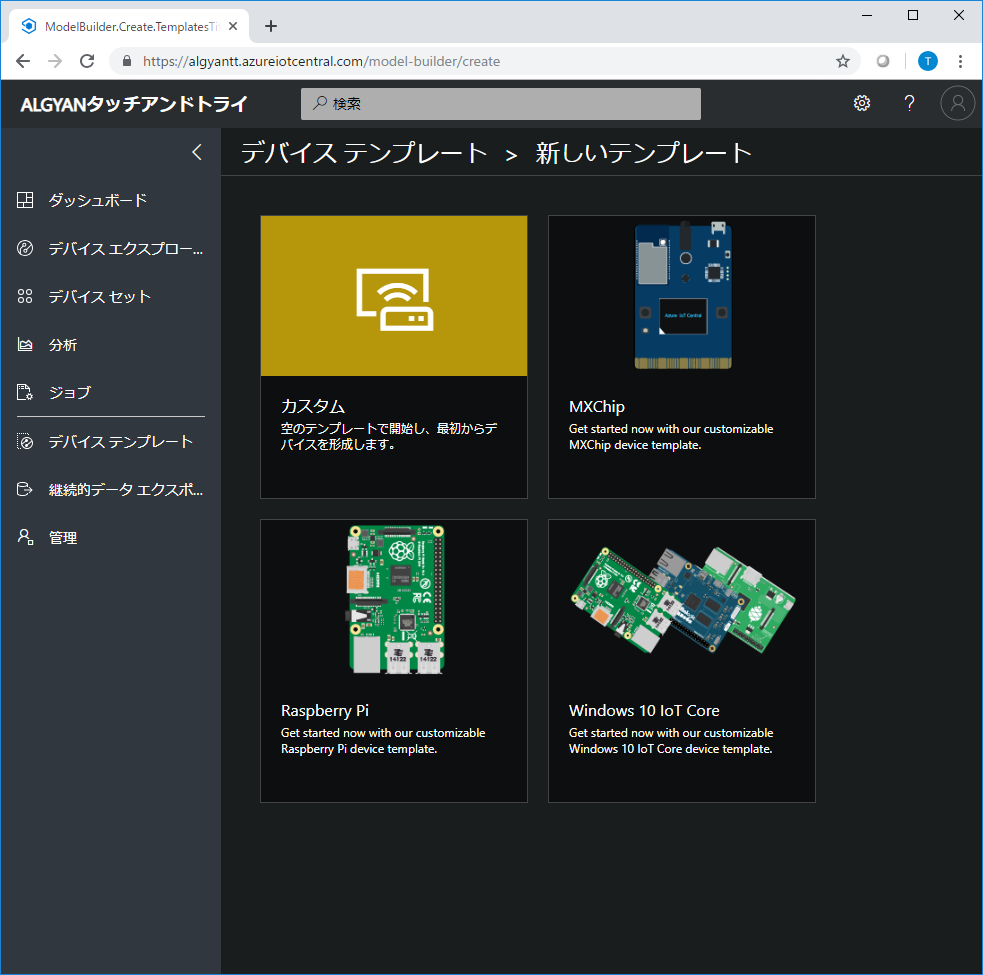 ModelBuilder.Create.TemplatesTi
https://algyantt.azureiotcentral.com/model-builder/create
T
ALGYANタッチアンドトライ
検索
?
デバイス テンプレート > 新しいテンプレート
ダッシュボード
デバイス エクスプロー...
デバイス セット
分析
ジョブ
デバイス テンプレート
継続的データ エクスポ...
管理
カスタム
空のテンプレートで開始し、最初からデ
バイスを形成します。
Azure IoT Central
MXChip
Get started now with our customizable
MXChip device template.
14122
14122
Raspberry Pi
Get started now with our customizable
Raspberry Pi device template.
Windows 10 IoT Core
Get started now with our customizable
Windows 10 IoT Core device template.